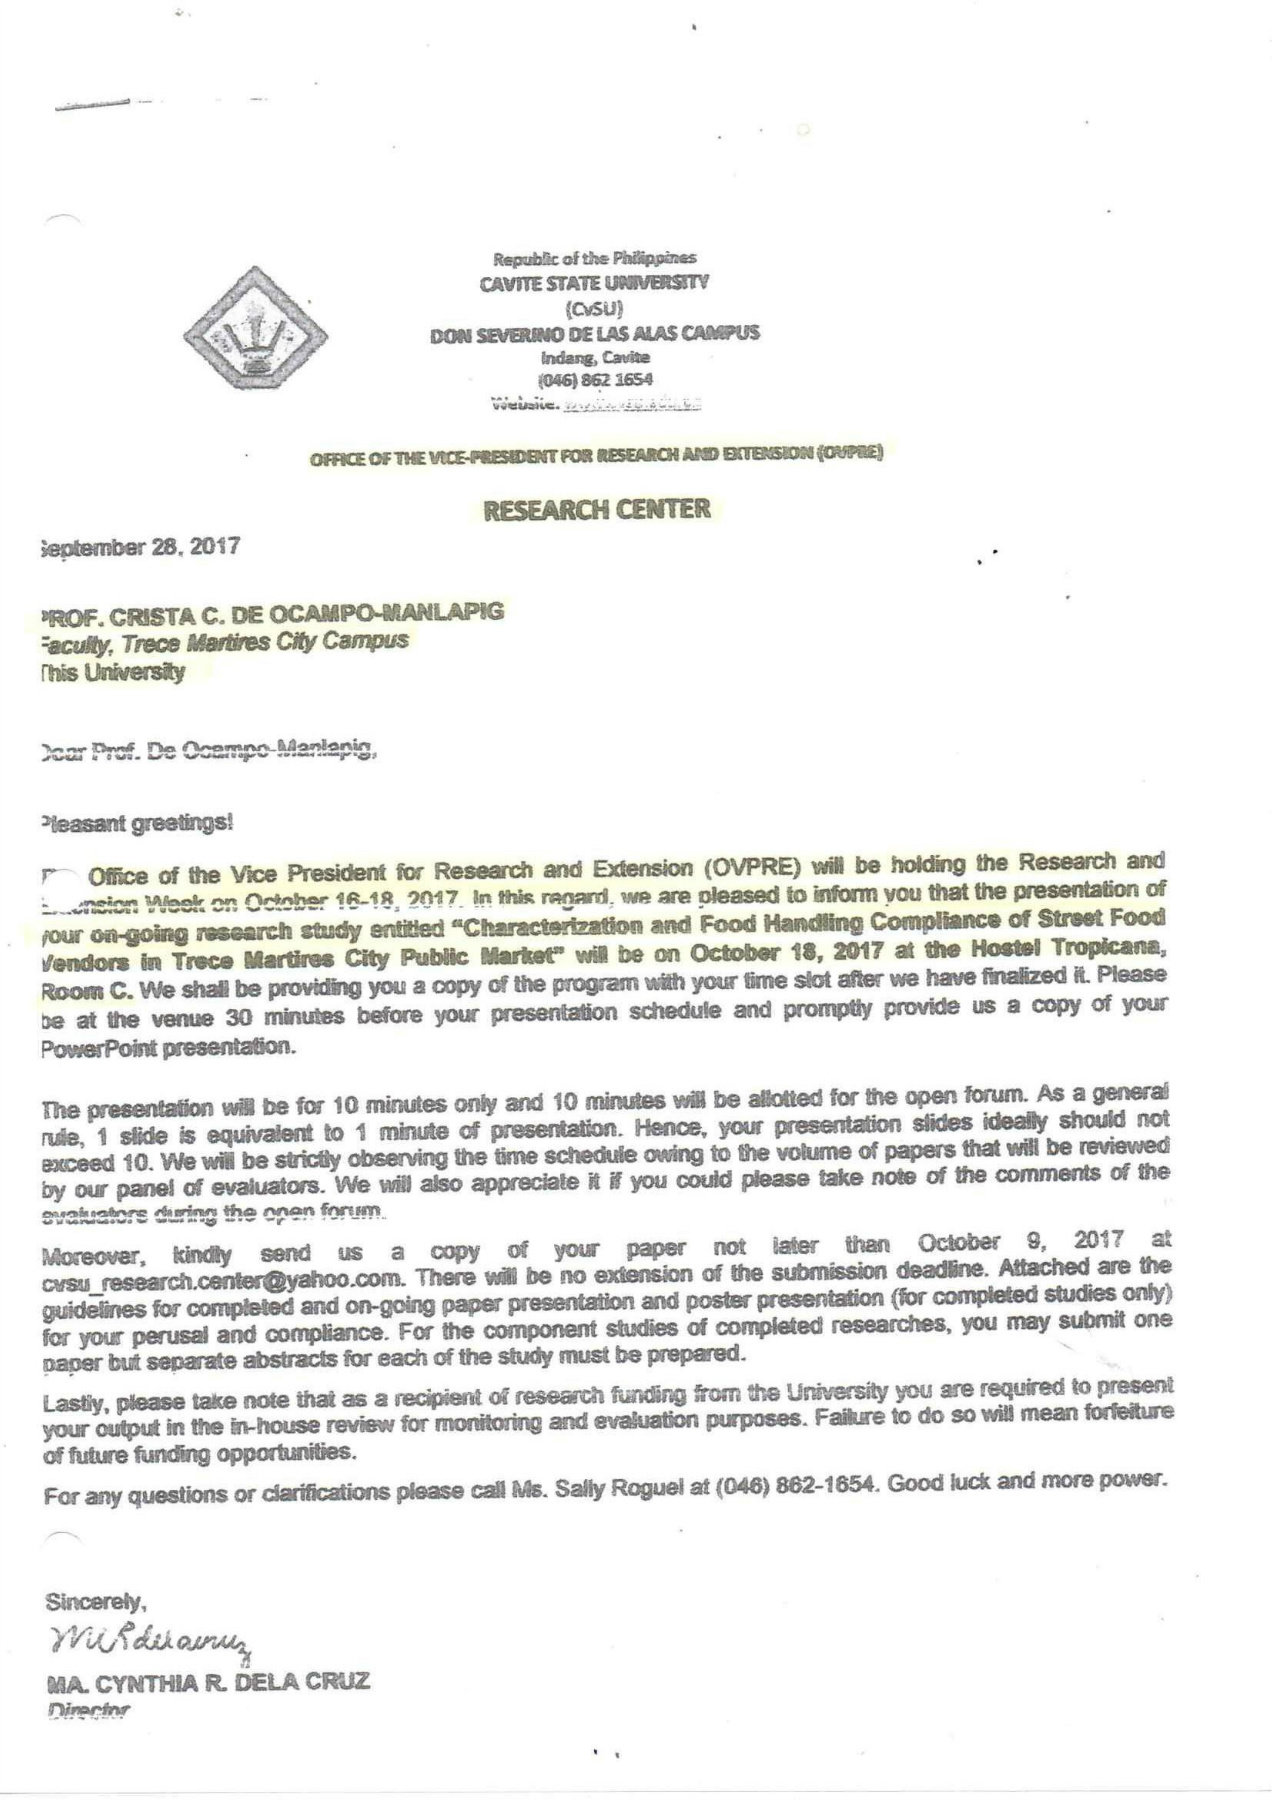 Republic of the Philippines
CAVITE STATE UNIVERSITY
(CvSU)
DON SEVERINO DE LAS ALAS CAMPUS
Indang, Cavite
(046) 862 1654
Website:
OFFICE OF THE VICE-PRESIDENT FOR RESEARCH AND EXTENSION (OVPRE)
RESEARCH CENTER
September 28, 2017
PROF. CRISTA C. DE OCAMPO-MANLAPIG
Faculty, Trece Martires City Campus
This University
Dear Prof. De Ocampo-Manlapig,
Pleasant greetings!
Office of the Vice President for Research and Extension (OVPRE) will be holding the Research and
Extension Week on October 16-18, 2017. In this regard, we are pleased to inform you that the presentation of
your on-going research study entitled “Characterization and Food Handling Compliance of Street Food
Vendors in Trece Martires City Public Market” will be on October 18, 2017 at the Hostel Tropicana,
Room C. We shall be providing you a copy of the program with your time slot after we have finalized it. Please
be at the venue 30 minutes before your presentation schedule and promptly provide us a copy of your
PowerPoint presentation.
The presentation will be for 10 minutes only and 10 minutes will be allotted for the open forum. As a general
rule, 1 slide is equivalent to 1 minute of presentation. Hence, your presentation slides ideally should not
exceed 10. We will be strictly observing the time schedule owing to the volume of papers that will be reviewed
by our panel of evaluators. We will also appreciate it if you could please take note of the comments of the
evaluators during the open forum.
Moreover, kindly send us a copy of your paper not later than October 9, 2017 at
cvsu_research.center@yahoo.com. There will be no extension of the submission deadline. Attached are the
guidelines for completed and on-going paper presentation and poster presentation (for completed studies only)
for your perusal and compliance. For the component studies of completed researches, you may submit one
paper but separate abstracts for each of the study must be prepared.
Lastly, please take note that as a recipient of research funding from the University you are required to present
your output in the in-house review for monitoring and evaluation purposes. Failure to do so will mean forfeiture
of future funding opportunities.
For any questions or clarifications please call Ms. Sally Roguel at (046) 862-1654. Good luck and more power.
Sincerely,
MA. CYNTHIA R. DELA CRUZ
Director